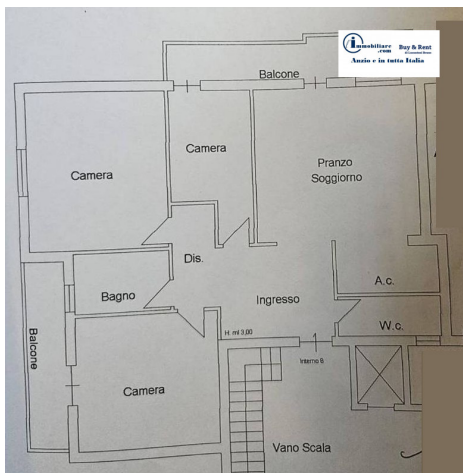 immobiliare
.com
Buy & Rent
Anzio e in tutta Italia
Balcone
Camera
Camera
Pranzo
Soggiorno
Dis.
Bagno
Ingresso
A.c.
W.c.
H. ml 3,00
Interno 6
Balcone
Camera
Vano Scala